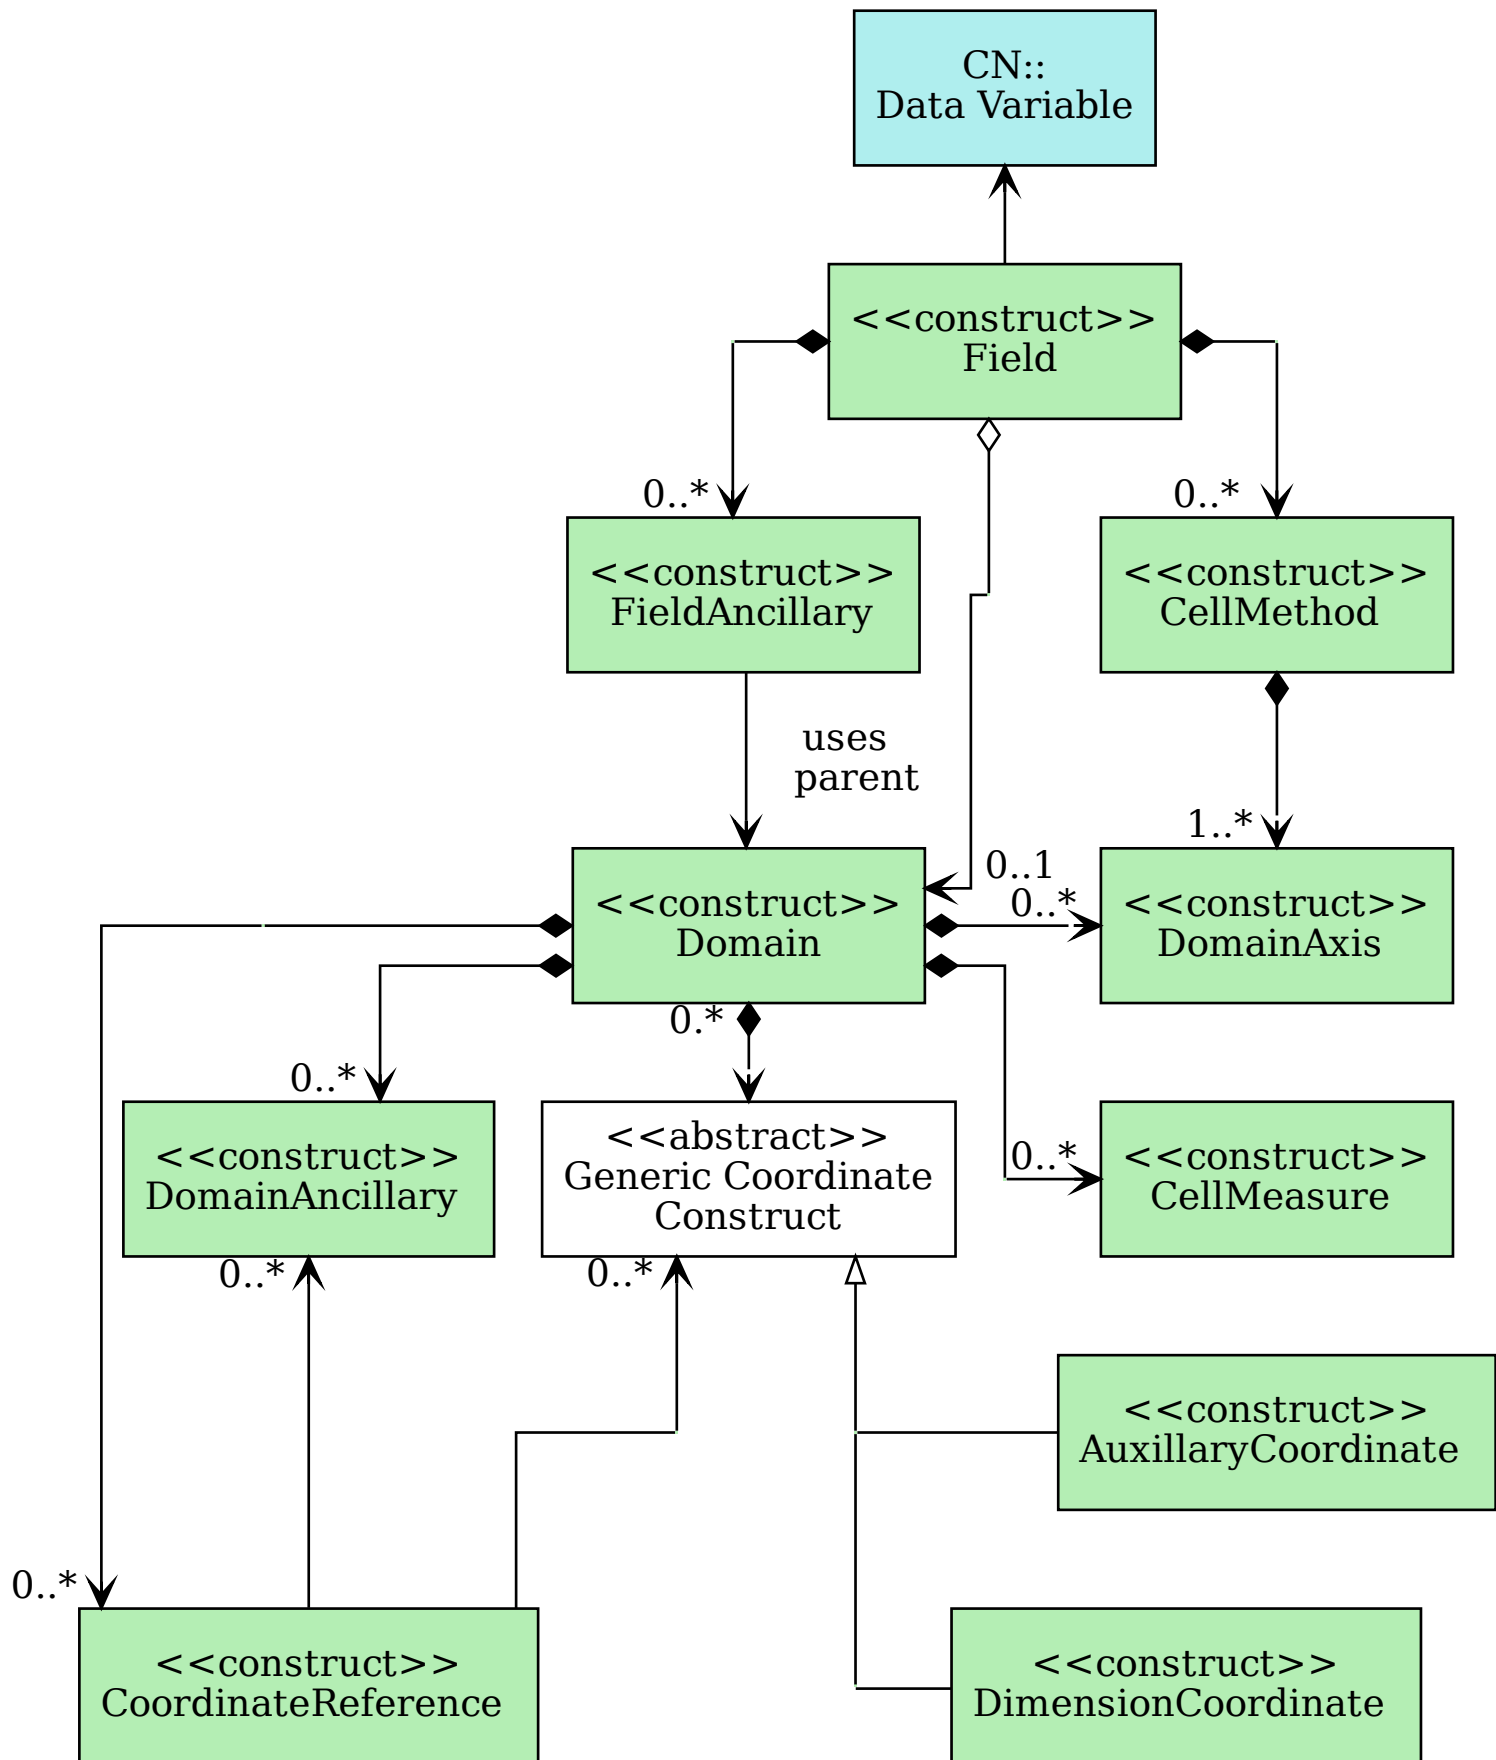 CN::
Data Variable
<<construct>>
Field
0..*
0..*
<<construct>>
FieldAncillary
<<construct>>
CellMethod
uses
parent
1..*
0..1
0..*
<<construct>>
Domain
<<construct>>
DomainAxis
0.*
0..*
<<construct>>
DomainAncillary
<<abstract>>
Generic Coordinate
Construct
0..*
<<construct>>
CellMeasure
0..*
0..*
<<construct>>
AuxillaryCoordinate
0..*
<<construct>>
CoordinateReference
<<construct>>
DimensionCoordinate